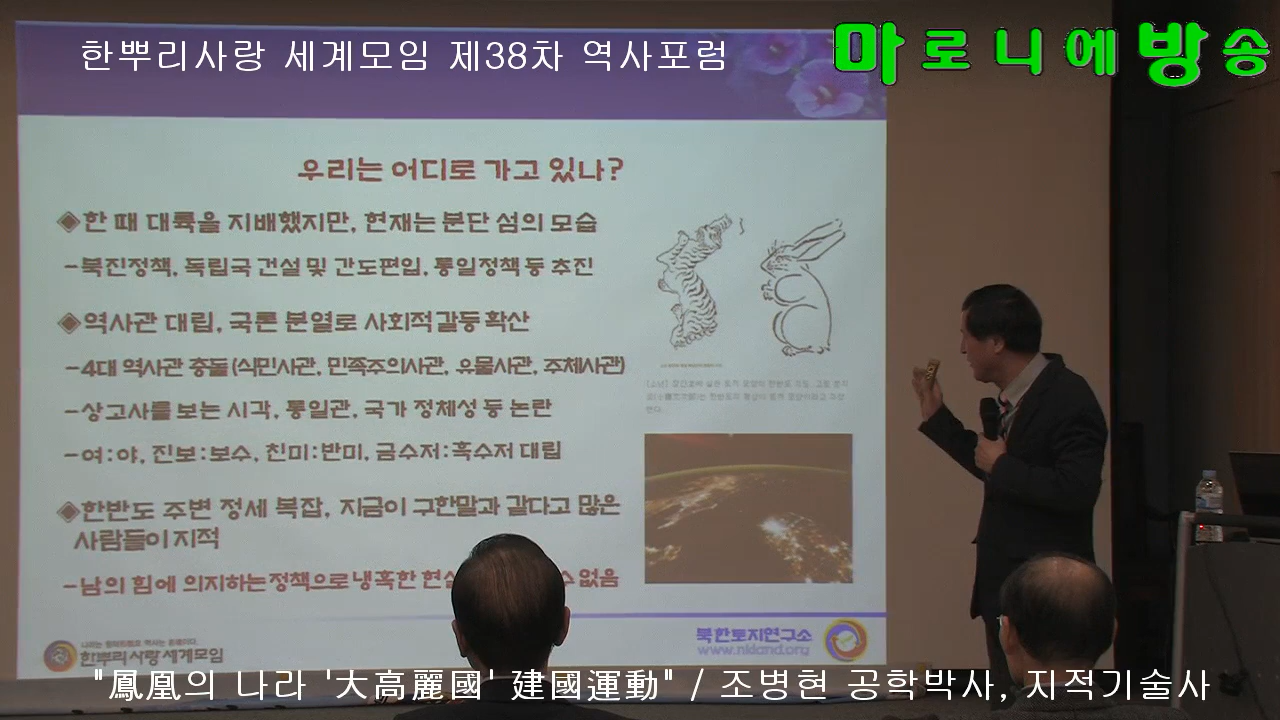 한뿌리사랑 세계모임 제38차 역사포럼
마로니에방송
우리는 어디로 가고 있나?
◈한 때 대륙을 지배했지만, 현재는 분단 섬의 모습
-북진정책, 독립국 건설 및 간도편입, 통일정책 등 추진
◈역사관 대립, 국론 분열로 사회적 갈등 확산
-4대 역사관 충돌(식민사관, 민족주의사관, 유물사관, 주체사관)
-상고사를 보는 시각, 통일관, 국가 정체성 등 논란
-여:야, 진보:보수, 친미:반미, 금수저:흑수저 대립
◈한반도 주변 정세 복잡, 지금이 구한말과 같다고 많은
사람들이 지적
-남의 힘에 의지하는 정책으로 냉혹한 없음
한뿌리사랑 세계모임
북한토지연구소
www.nkland.org
"鳳凰의 나라 '大高麗國' 建國運動" / 조병현 공학박사, 지적기술사